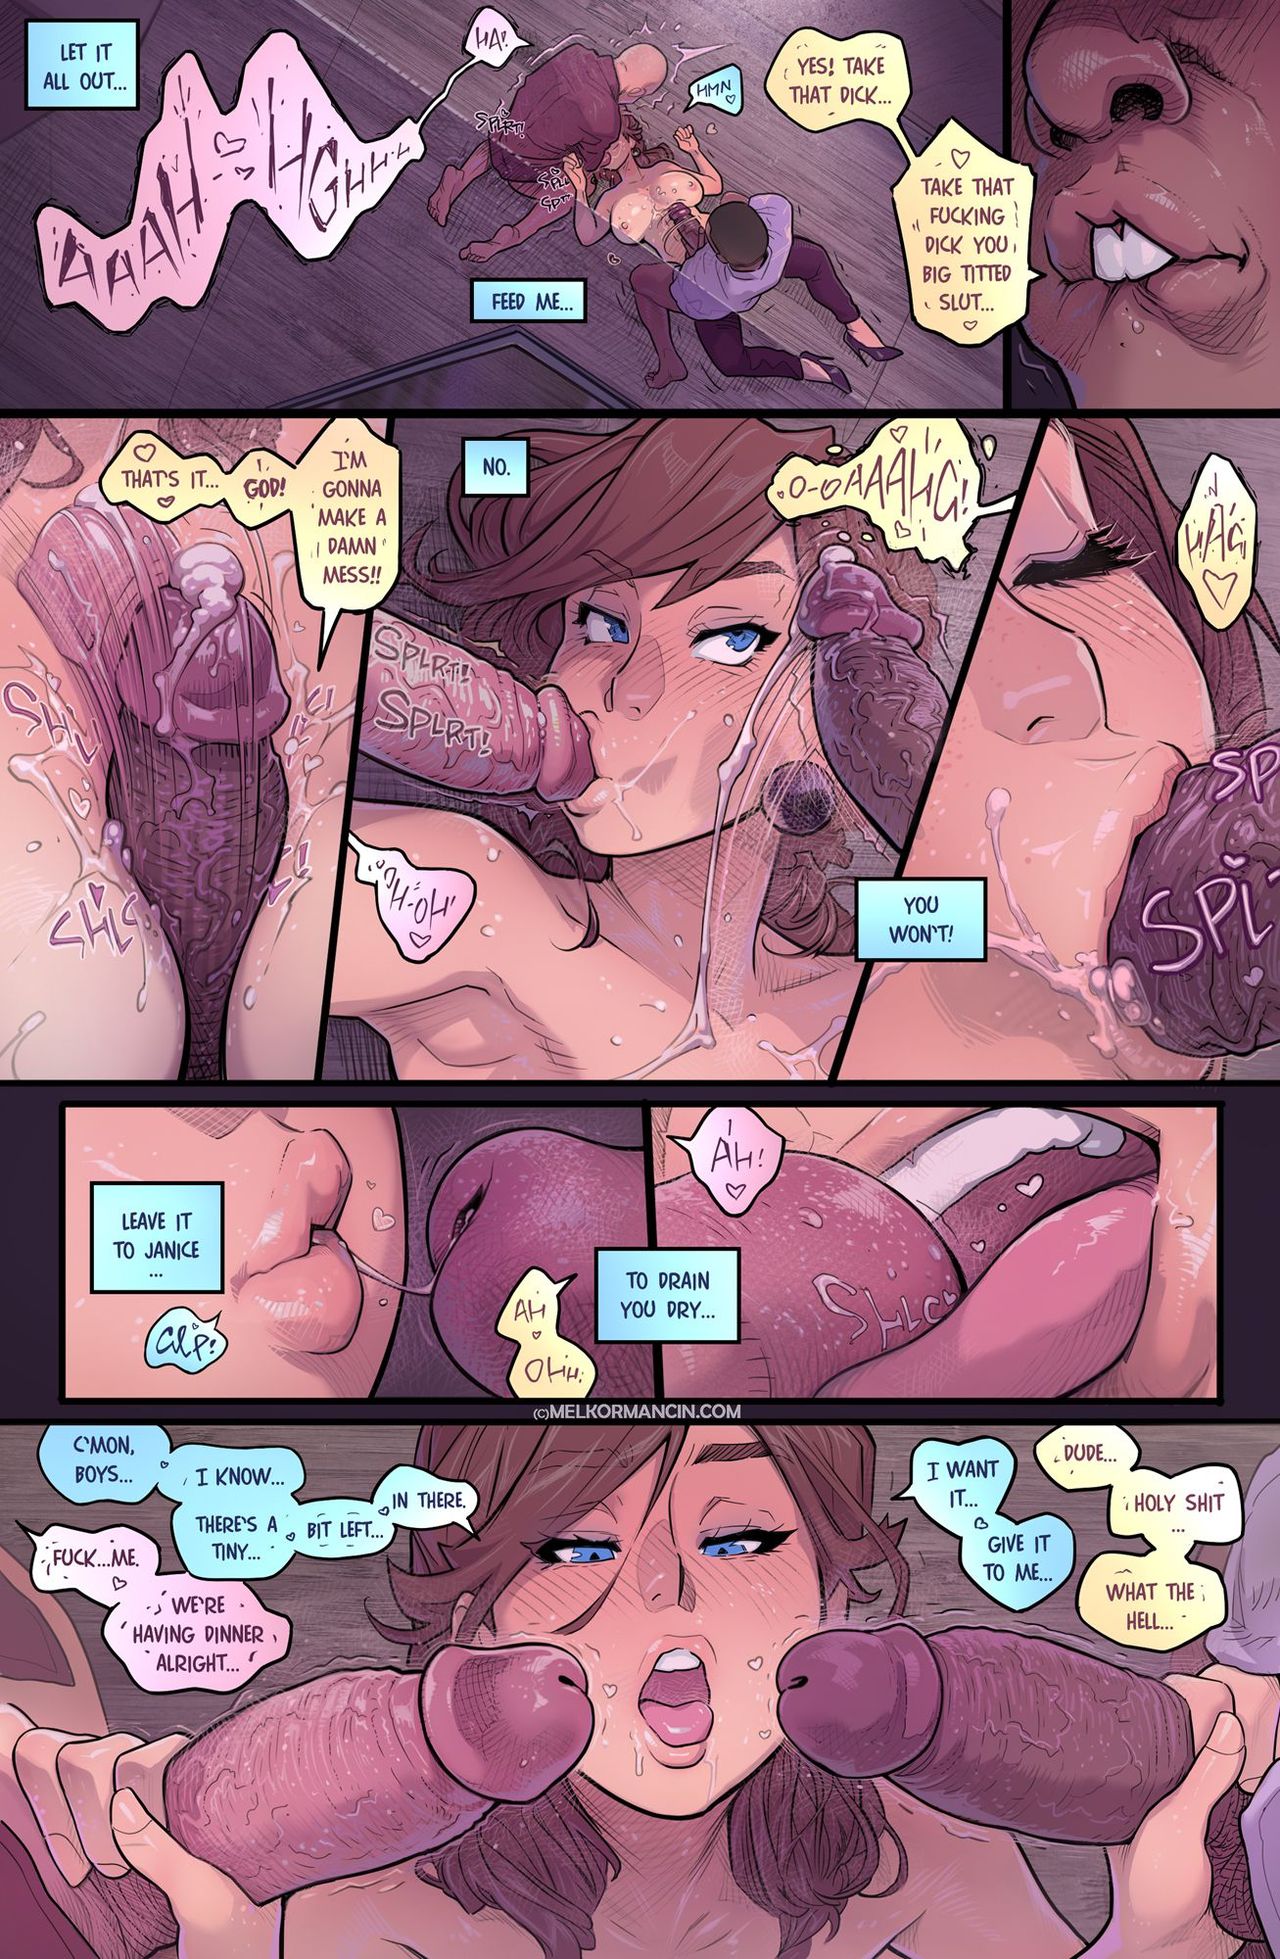 LET IT
ALL OUT...
AAAH-HGHHH
HA!
SPLRT!
HMN
YES! TAKE
THAT DICK...
TAKE THAT
FUCKING
DICK YOU
BIG TITTED
SLUT...
FEED ME...
THAT'S IT...
GOD!
I'M
GONNA
MAKE A
DAMN
MESS!!
NO.
O-OAAAHG!
HAG
SPLRT!
SPLRT!
SHLC
OH-OH!
YOU
WON'T!
LEAVE IT
TO JANICE
...
GLP!
AH
OHH.
AH!
TO DRAIN
YOU DRY...
SHLC
(C)MELKORMANCIN.COM
C'MON,
BOYS...
I KNOW...
THERE'S A
TINY...
BIT LEFT...
IN THERE.
FUCK...ME.
WE'RE
HAVING DINNER
ALRIGHT...
I WANT
IT...
GIVE IT
TO ME...
DUDE...
HOLY SHIT
...
WHAT THE
HELL...